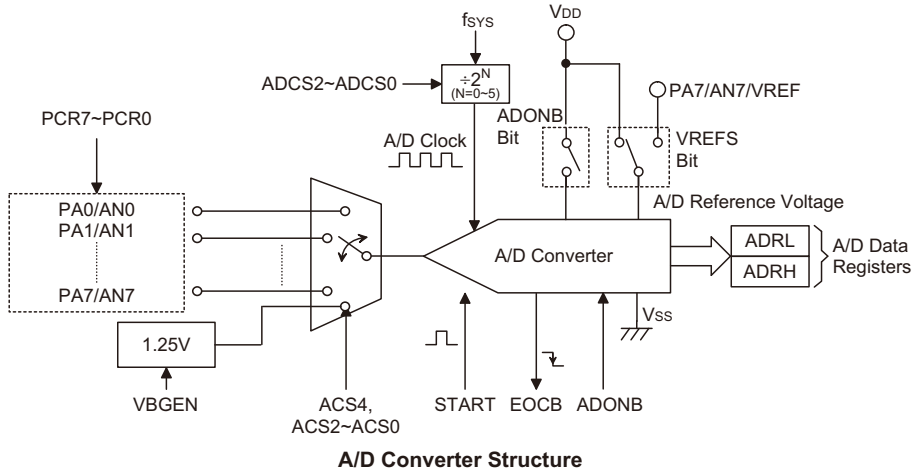 fSYS
VDD
ADCS2~ADCS0
÷2N
(N=0~5)
PA7/AN7/VREF
PCR7~PCR0
A/D Clock
ADONB
Bit
VREFS
Bit
A/D Reference Voltage
PA0/AN0
PA1/AN1
PA7/AN7
A/D Converter
ADRL
ADRH
A/D Data
Registers
VSS
1.25V
VBGEN
ACS4,
ACS2~ACS0
START
EOCB
ADONB
A/D Converter Structure